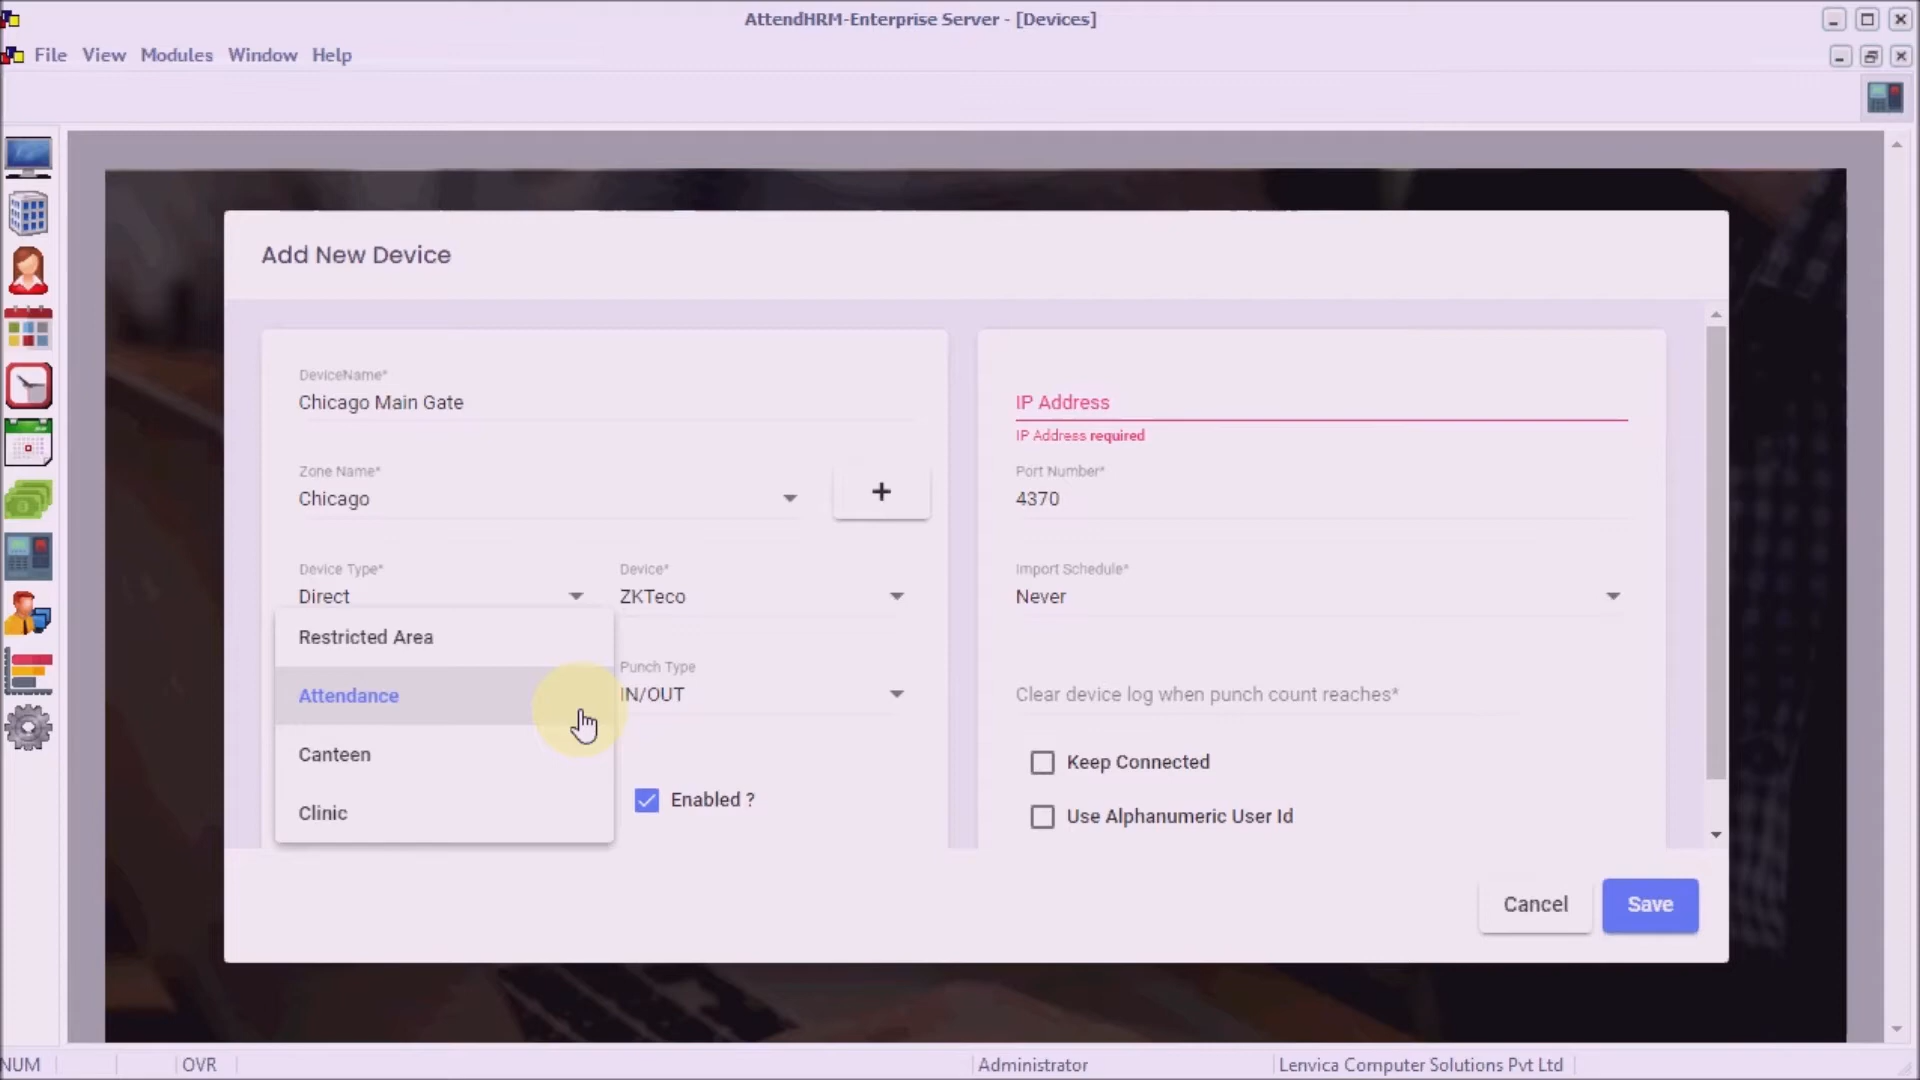 AttendHRM-Enterprise Server - [Devices]
File View Modules Window Help
Add New Device
DeviceName*
Chicago Main Gate
Zone Name*
Chicago
+
Device Type*
Direct
Device*
ZKTeco
Restricted Area
Attendance
Canteen
Clinic
Punch Type
IN/OUT
Enabled ?
IP Address
IP Address required
Port Number*
4370
Import Schedule*
Never
Clear device log when punch count reaches*
Keep Connected
Use Alphanumeric User Id
Cancel
Save
NUM
OVR
Administrator
Lenvica Computer Solutions Pvt Ltd